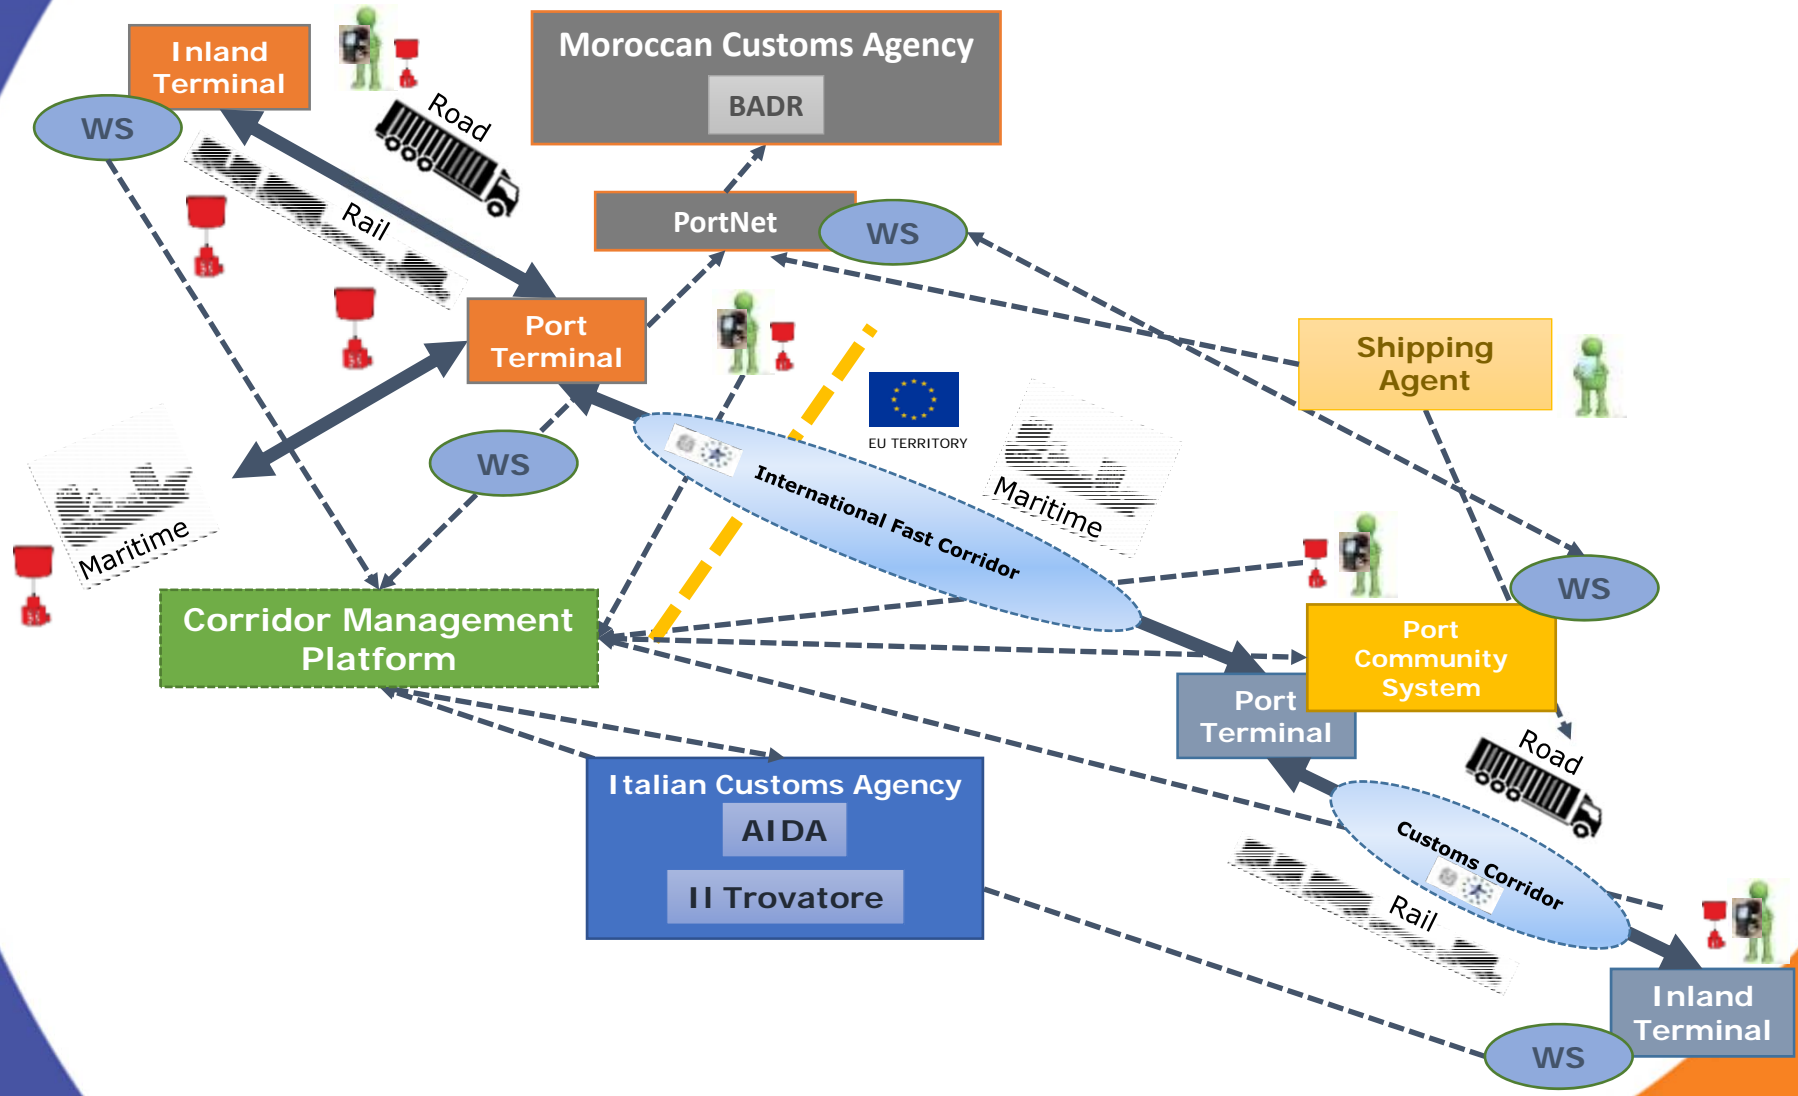 Inland
Terminal
WS
Road
Rail
Moroccan Customs Agency
BADR
PortNet
WS
Port
Terminal
WS
Maritime
EU TERRITORY
International Fast Corridor
Maritime
Shipping
Agent
WS
Port
Community
System
Corridor Management
Platform
Port
Terminal
Italian Customs Agency
AIDA
Il Trovatore
Road
Customs Corridor
Rail
Inland
Terminal
WS